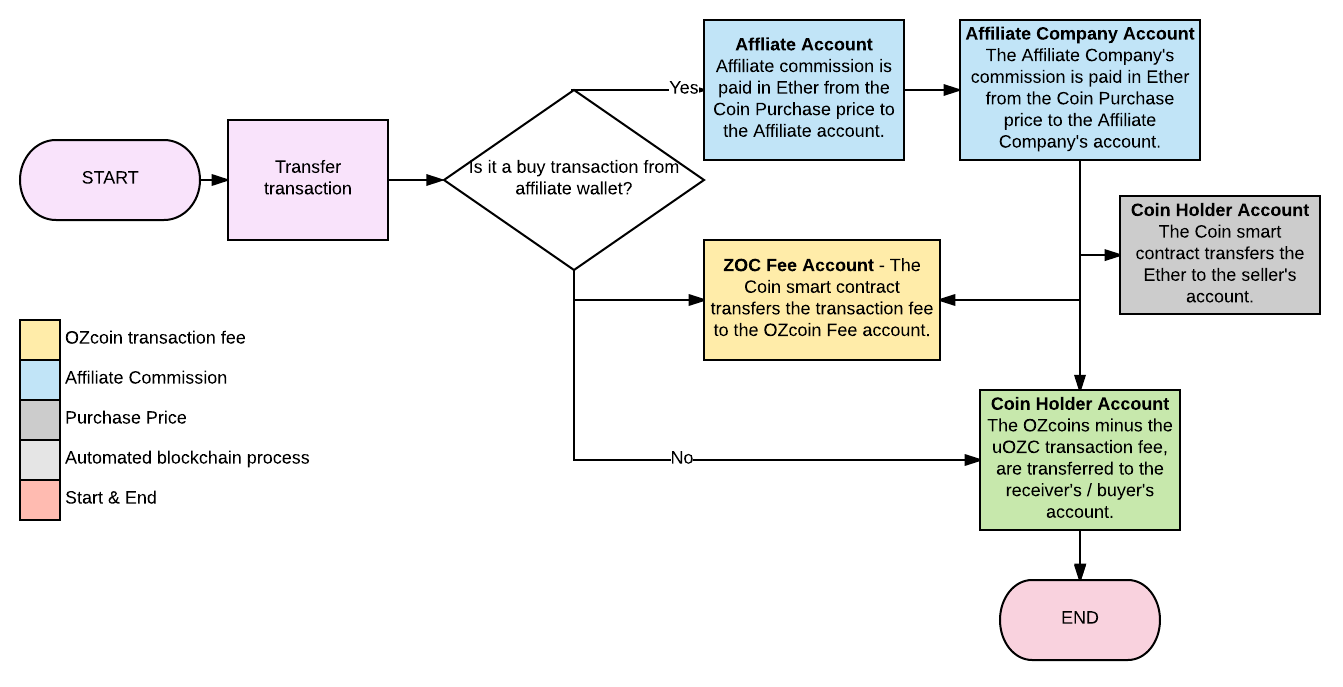 START
Transfer
transaction
Is it a buy transaction from
affiliate wallet?
Yes
Affliate Account
Affiliate commission is
paid in Ether from the
Coin Purchase price to
the Affiliate account.
Affiliate Company Account
The Affiliate Company's
commission is paid in Ether
from the Coin Purchase
price to the Affiliate
Company's account.
Coin Holder Account
The Coin smart
contract transfers the
Ether to the seller's
account.
ZOC Fee Account - The
Coin smart contract
transfers the transaction fee
to the OZcoin Fee account.
No
Coin Holder Account
The OZcoins minus the
uOZC transaction fee,
are transferred to the
receiver's / buyer's
account.
END
OZcoin transaction fee
Affiliate Commission
Purchase Price
Automated blockchain process
Start & End